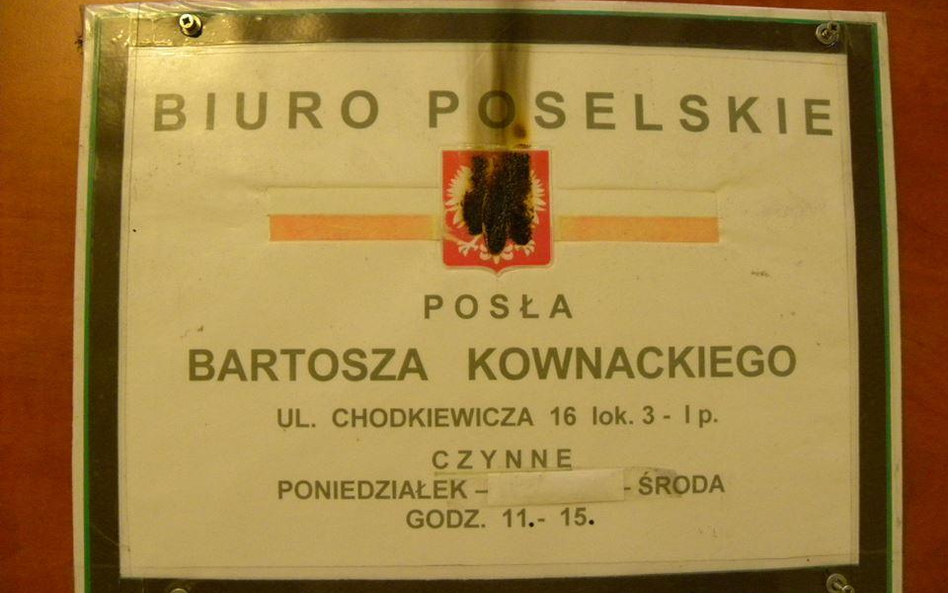 BIURO POSELSKIE
POSŁA
BARTOSZA KOWNACKIEGO
UL. CHODKIEWICZA 16 lok. 3 - I p.
CZYNNE
PONIEDZIAŁEK – - ŚRODA
GODZ. 11.- 15.